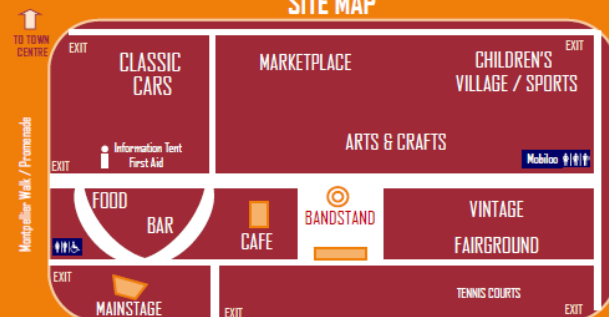 SITE MAP
TO TOWN
CENTRE
EXIT
CLASSIC
CARS
MARKETPLACE
EXIT
CHILDREN'S
VILLAGE / SPORTS
ARTS & CRAFTS
Information Tent
First Aid
Mobiloo
EXIT
Montpellier Walk / Promenade
FOOD
BAR
CAFE
BANDSTAND
VINTAGE
FAIRGROUND
EXIT
MAINSTAGE
EXIT
TENNIS COURTS
EXIT